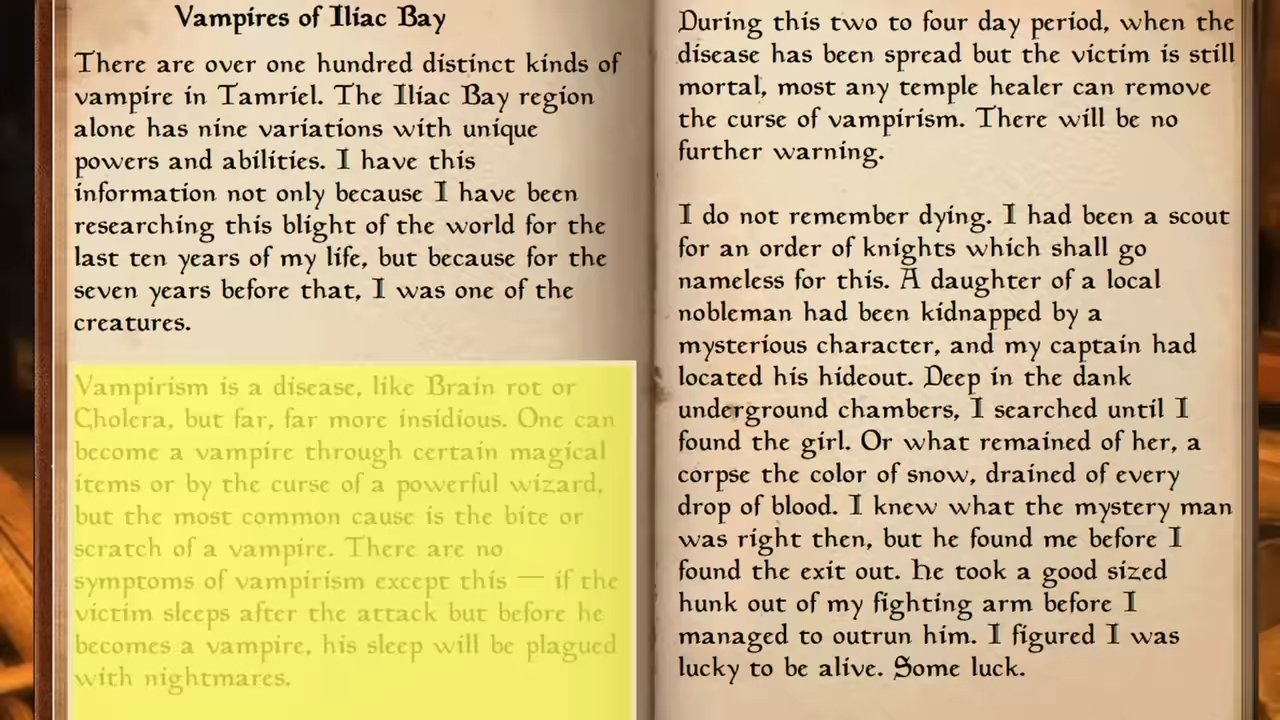 Vampires of Iliac Bay
There are over one hundred distinct kinds of
vampire in Tamriel. The Iliac Bay region
alone has nine variations with unique
powers and abilities. I have this
information not only because I have been
researching this blight of the world for the
last ten years of my life, but because for the
seven years before that, I was one of the
creatures.
Vampirism is a disease, like Brain rot or
Cholera, but far, far more insidious. One can
become a vampire through certain magical
items or by the curse of a powerful wizard,
but the most common cause is the bite or
scratch of a vampire. There are no
symptoms of vampirism except this — if the
victim sleeps after the attack but before he
becomes a vampire, his sleep will be plagued
with nightmares.
During this two to four day period, when the
disease has been spread but the victim is still
mortal, most any temple healer can remove
the curse of vampirism. There will be no
further warning.
I do not remember dying. I had been a scout
for an order of knights which shall go
nameless for this. A daughter of a local
nobleman had been kidnapped by a
mysterious character, and my captain had
located his hideout. Deep in the dank
underground chambers, I searched until I
found the girl. Or what remained of her, a
corpse the color of snow, drained of every
drop of blood. I knew what the mystery man
was right then, but he found me before I
found the exit out. He took a good sized
hunk out of my fighting arm before I
managed to outrun him. I figured I was
lucky to be alive. Some luck.